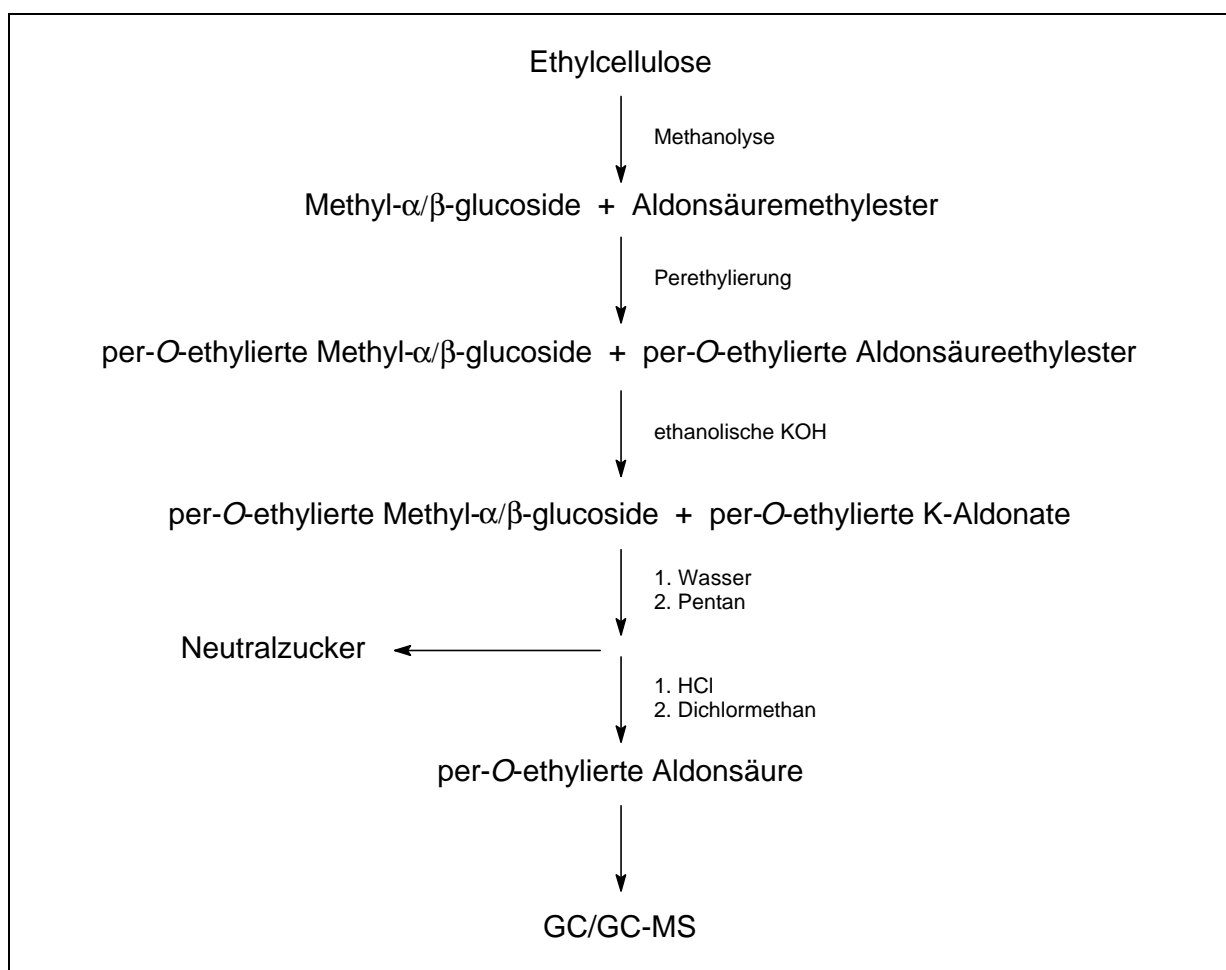 Ethylcellulose
Methanolyse
Methyl-α/β-glucoside + Aldonsäuremethylester
Perethylierung
per-O-ethylierte Methyl-α/β-glucoside + per-O-ethylierte Aldonsäureethylester
ethanolische KOH
per-O-ethylierte Methyl-α/β-glucoside + per-O-ethylierte K-Aldonate
1. Wasser
2. Pentan
Neutralzucker
1. HCl
2. Dichlormethan
per-O-ethylierte Aldonsäure
GC/GC-MS